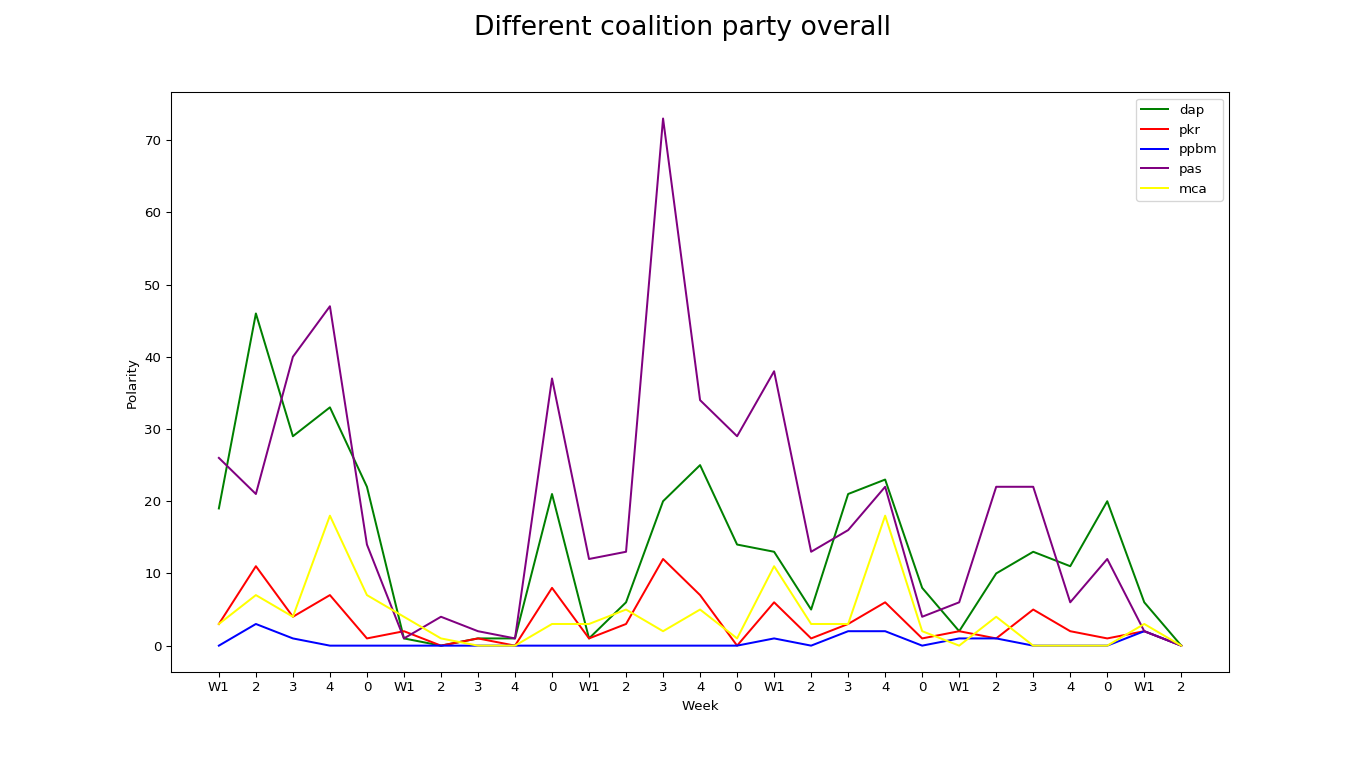 Different coalition party overall
dap
pkr
ppbm
pas
mca
70
60
50
40
30
20
10
0
Polarity
W1 2 3 4 0 W1 2 3 4 0 W1 2 3 4 0 W1 2 3 4 0 W1 2 3 4 0 W1 2
Week